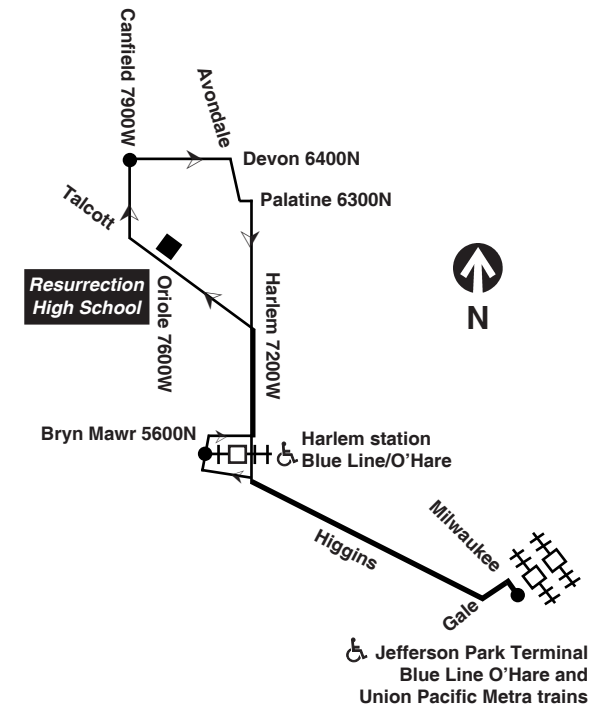 Canfield 7900W
Avondale
Devon 6400N
Palatine 6300N
Talcott
Resurrection
High School
Oriole 7600W
Harlem 7200W
N
Bryn Mawr 5600N
Harlem station
Blue Line/O'Hare
Higgins
Milwaukee
Gale
Jefferson Park Terminal
Blue Line O'Hare and
Union Pacific Metra trains